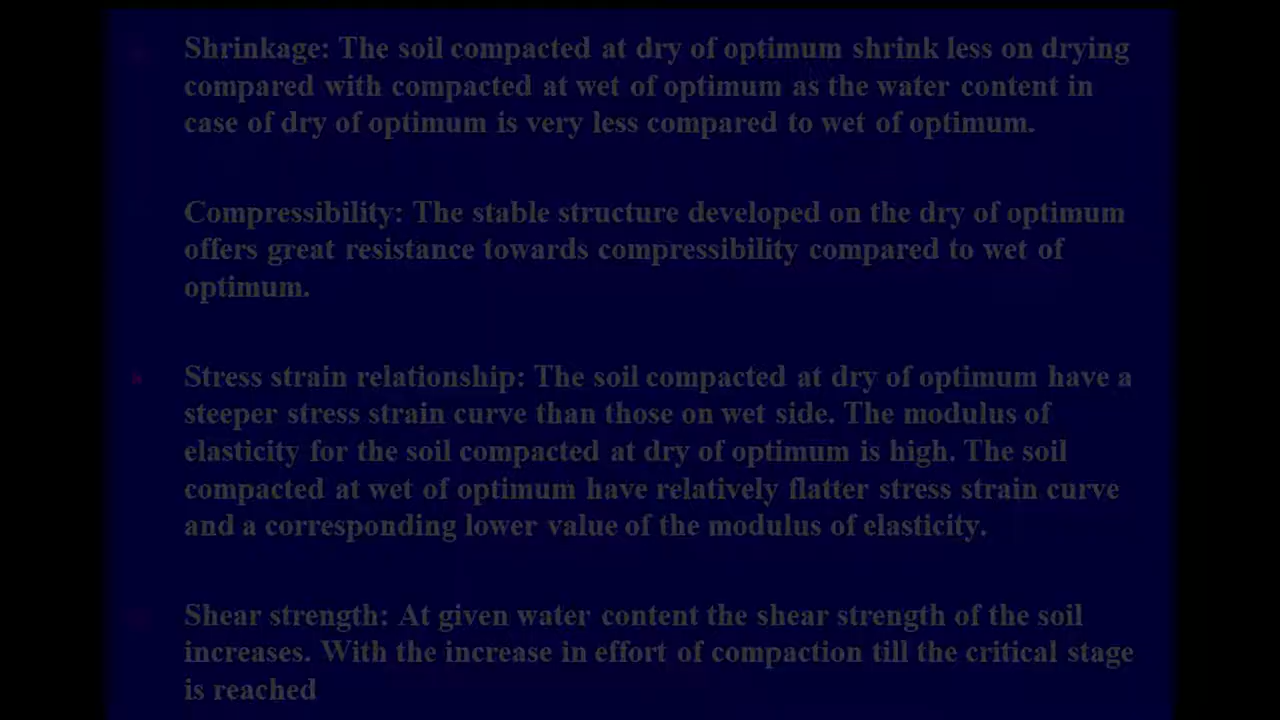 Shrinkage: The soil compacted at dry of optimum shrink less on drying
compared with compacted at wet of optimum as the water content in
case of dry of optimum is very less compared to wet of optimum.
Compressibility: The stable structure developed on the dry of optimum
offers great resistance towards compressibility compared to wet of
optimum.
Stress strain relationship: The soil compacted at dry of optimum have a
steeper stress strain curve than those on wet side. The modulus of
elasticity for the soil compacted at dry of optimum is high. The soil
compacted at wet of optimum have relatively flatter stress strain curve
and a corresponding lower value of the modulus of elasticity.
Shear strength: At given water content the shear strength of the soil
increases. With the increase in effort of compaction till the critical stage
is reached